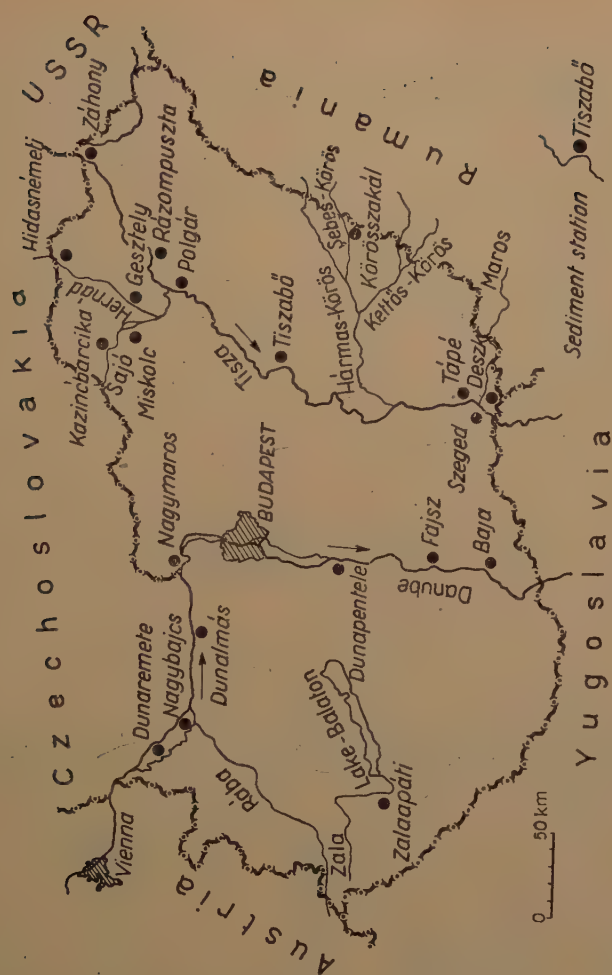 Czechoslovakia
USSR
Austria
Rumania
Yugoslavia
Vienna
Dunaremete
Nagybajcs
Dunaalmás
Nagymaros
BUDAPEST
Rába
Zala
Lake-Balaton
Zalaapáti
Dunapentele
Danube
Fajsz
Baja
Hidasnémeti
Záhony
Kazincbarcika
Sajó
Miskolc
Hernád
Gesztely
Rázompuszta
Polgár
Tisza
Tiszabő
Hármas-Körös
Sebes-Körös
Körösszakál
Kettős-Körös
Tápé
Deszk
Szeged
Maros
0 50 km
Sediment station
Tiszabő